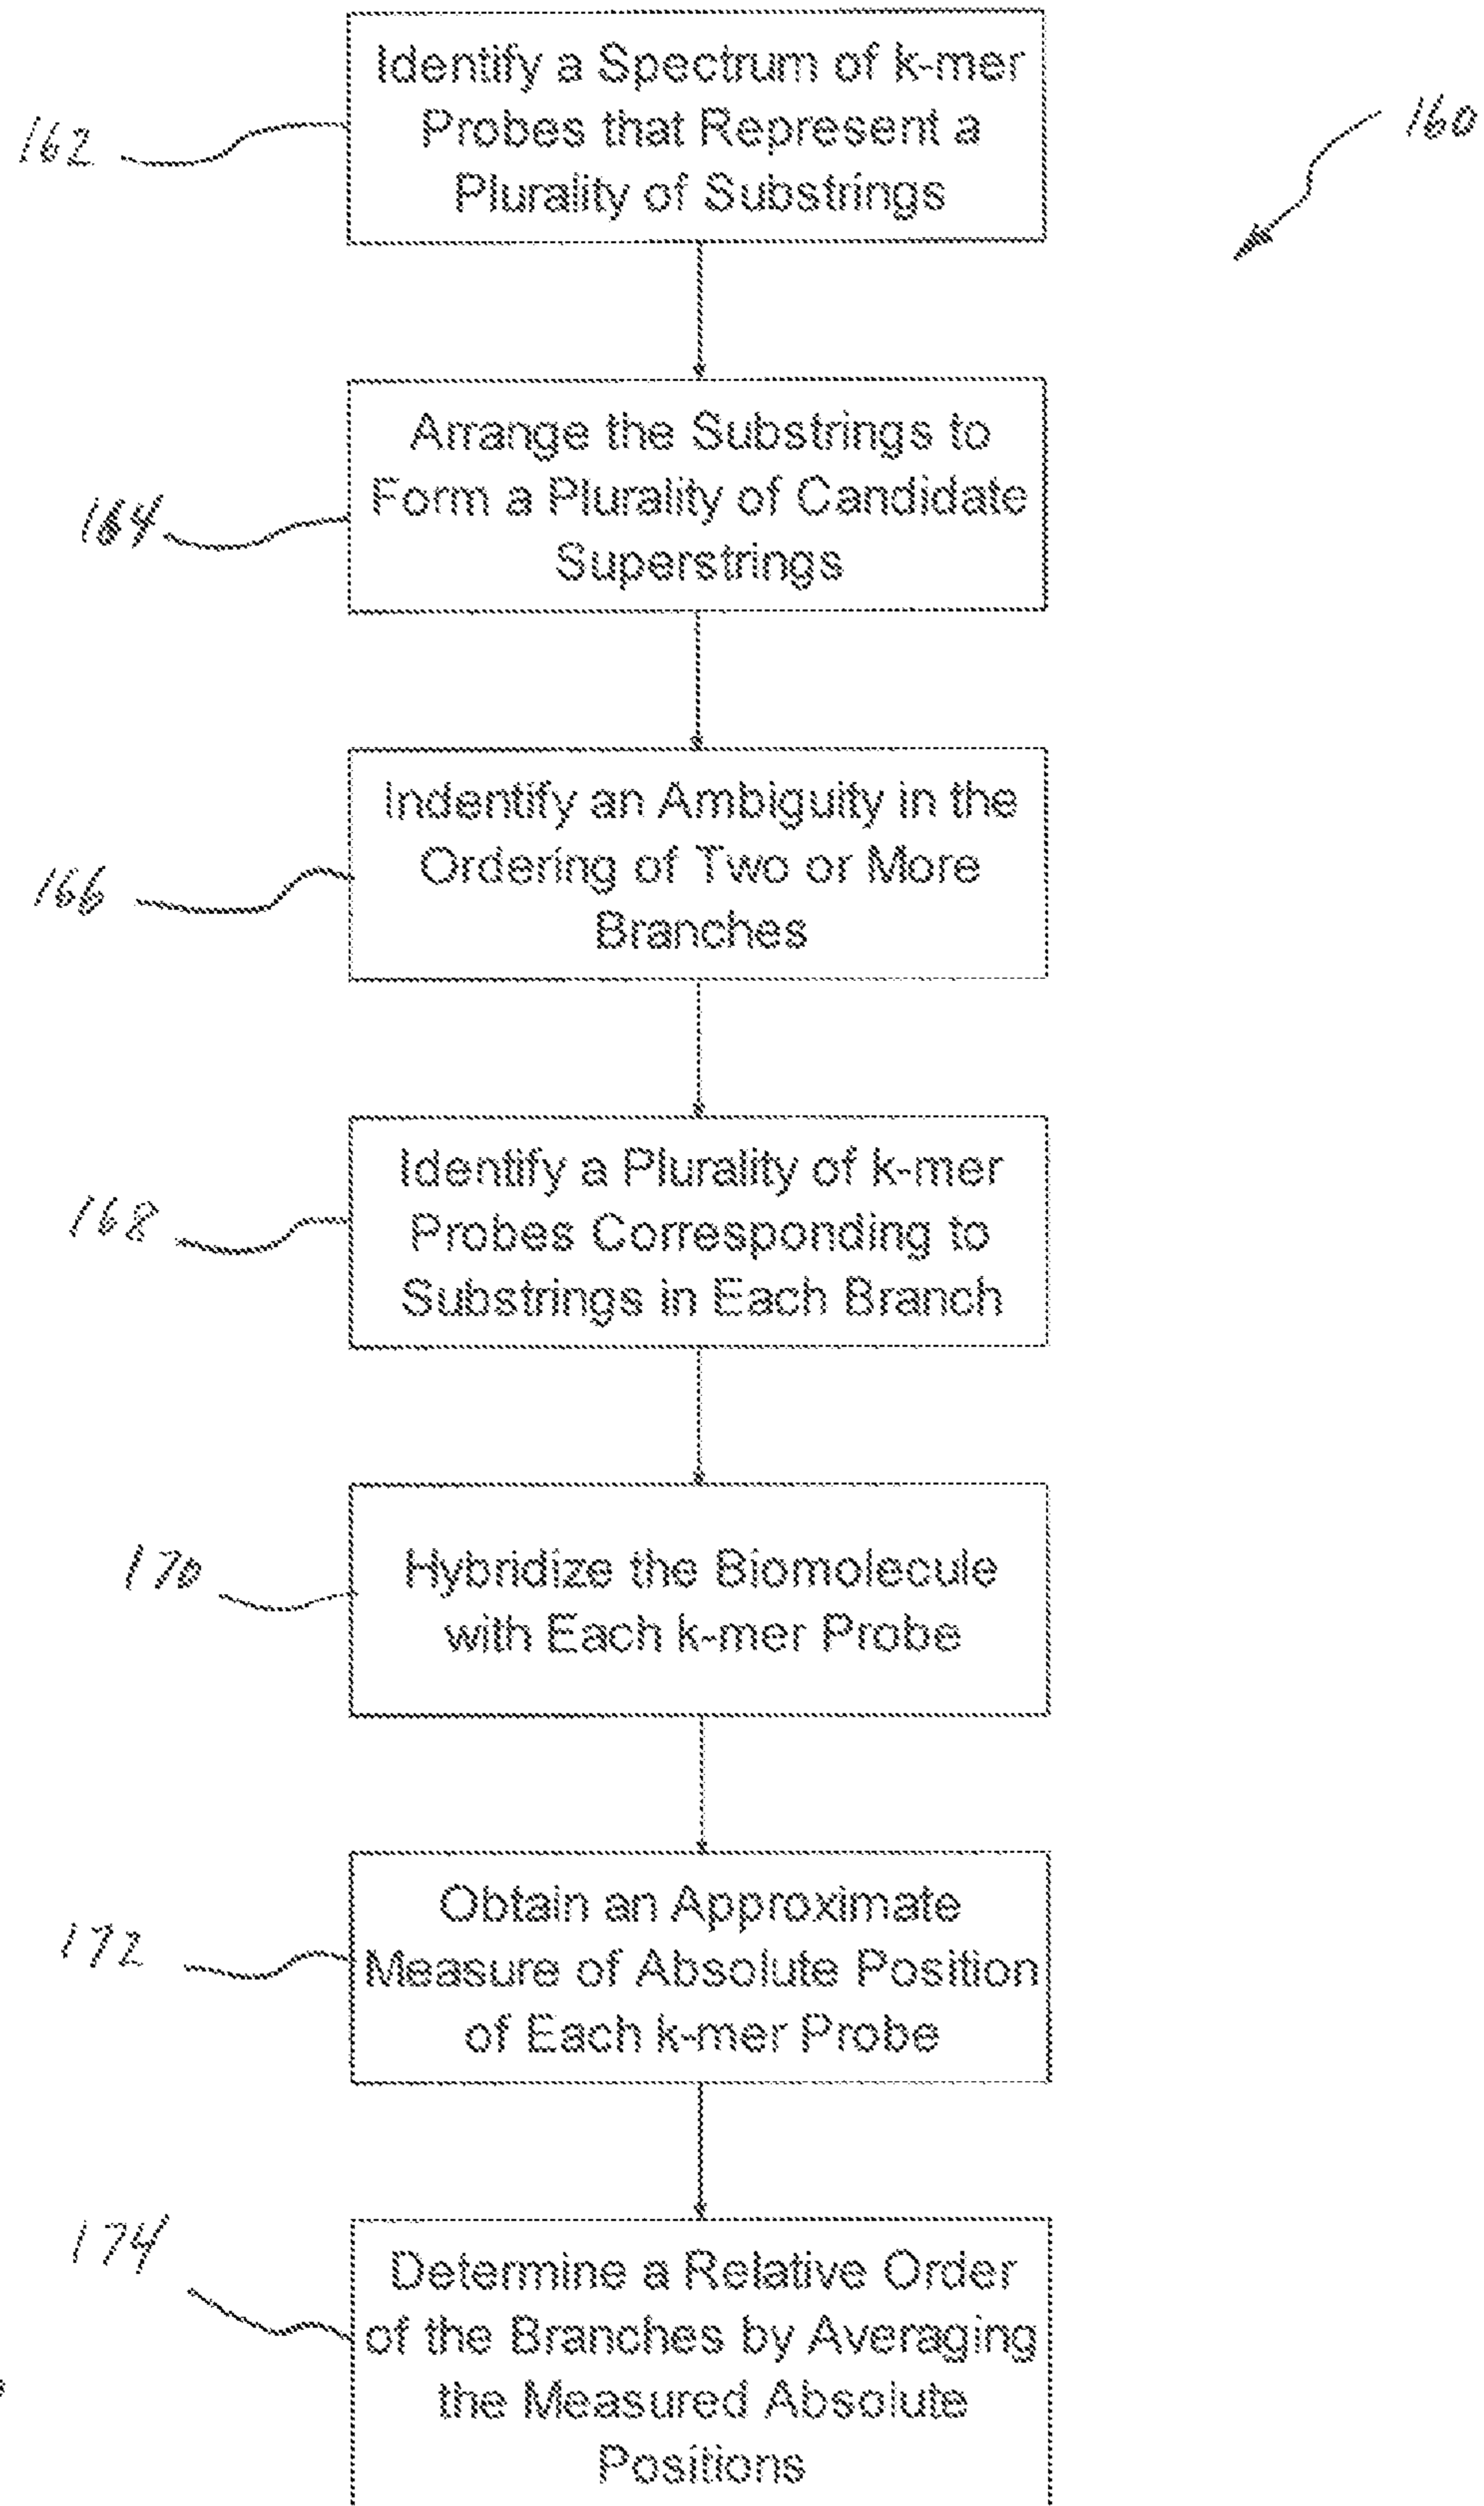 160
162
Identify a Spectrum of k-mer
Probes that Represent a
Plurality of Substrings
164
Arrange the Substrings to
Form a Plurality of Candidate
Superstrings
166
Indentify an Ambiguity in the
Ordering of Two or More
Branches
168
Identify a Plurality of k-mer
Probes Corresponding to
Substrings in Each Branch
170
Hybridize the Biomolecule
with Each k-mer Probe
172
Obtain an Approximate
Measure of Absolute Position
of Each k-mer Probe
174
Determine a Relative Order
of the Branches by Averaging
the Measured Absolute
Positions